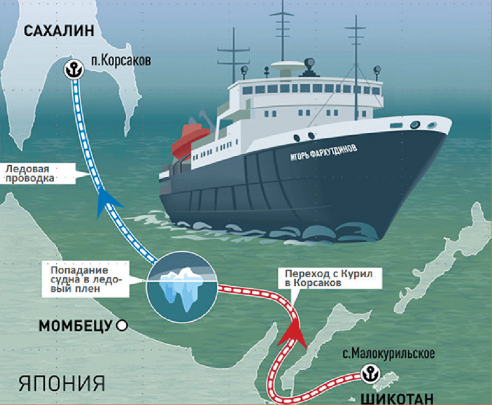 САХАЛИН
п.Корсаков
ИГОРЬ ФАРХУТДИНОВ
Ледовая
проводка
Попадание
судна в ледо-
вый плен
Переход с Курил
в Корсаков
МОМБЕЦУ
с.Малокурильское
ЯПОНИЯ
ШИКОТАН